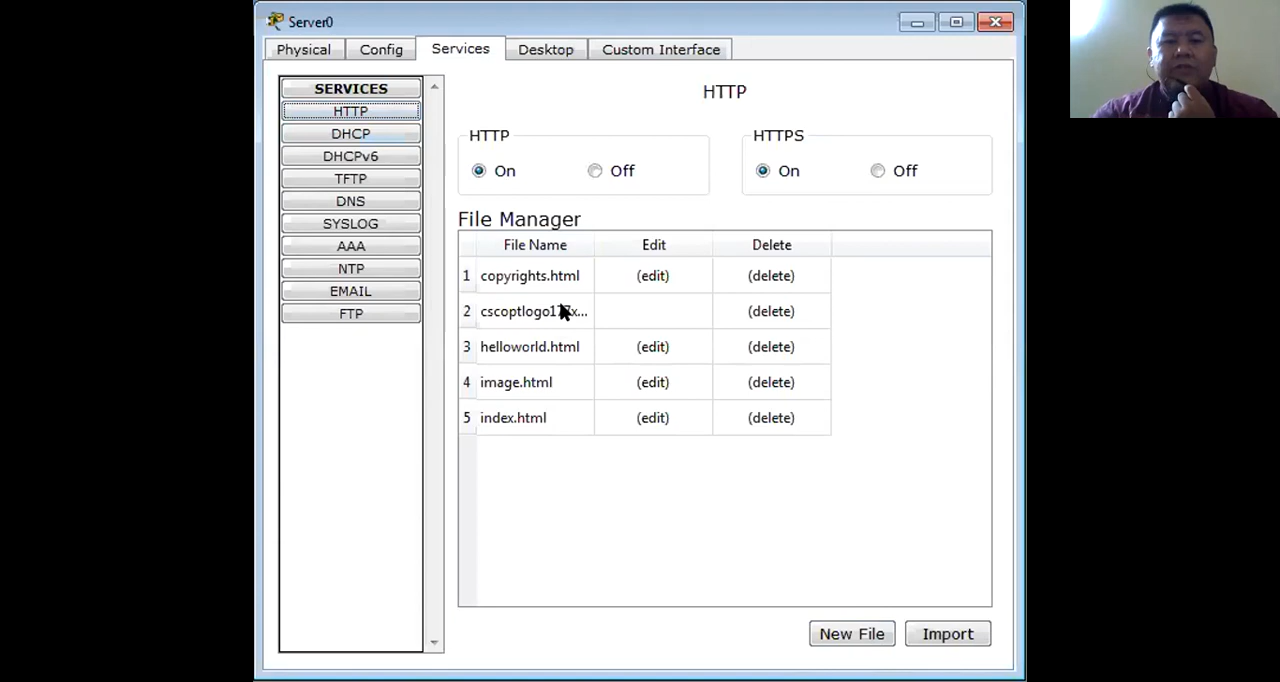 Server0
Physical Config Services Desktop Custom Interface
SERVICES
HTTP
DHCP
DHCPv6
TFTP
DNS
SYSLOG
AAA
NTP
EMAIL
FTP
HTTP
HTTP
On Off
HTTPS
On Off
File Manager
File Name Edit Delete
1 copyrights.html (edit) (delete)
2 (delete)
3 helloworld.html (edit) (delete)
4 image.html (edit) (delete)
5 index.html (edit) (delete)
New File Import